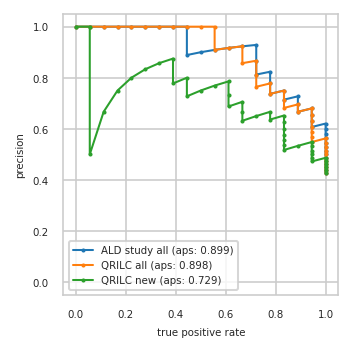 1.0
0.8
0.6
0.4
0.2
0.0
precision
ALD study all (aps: 0.899)
QRILC all (aps: 0.898)
QRILC new (aps: 0.729)
0.0 0.2 0.4 0.6 0.8 1.0
true positive rate